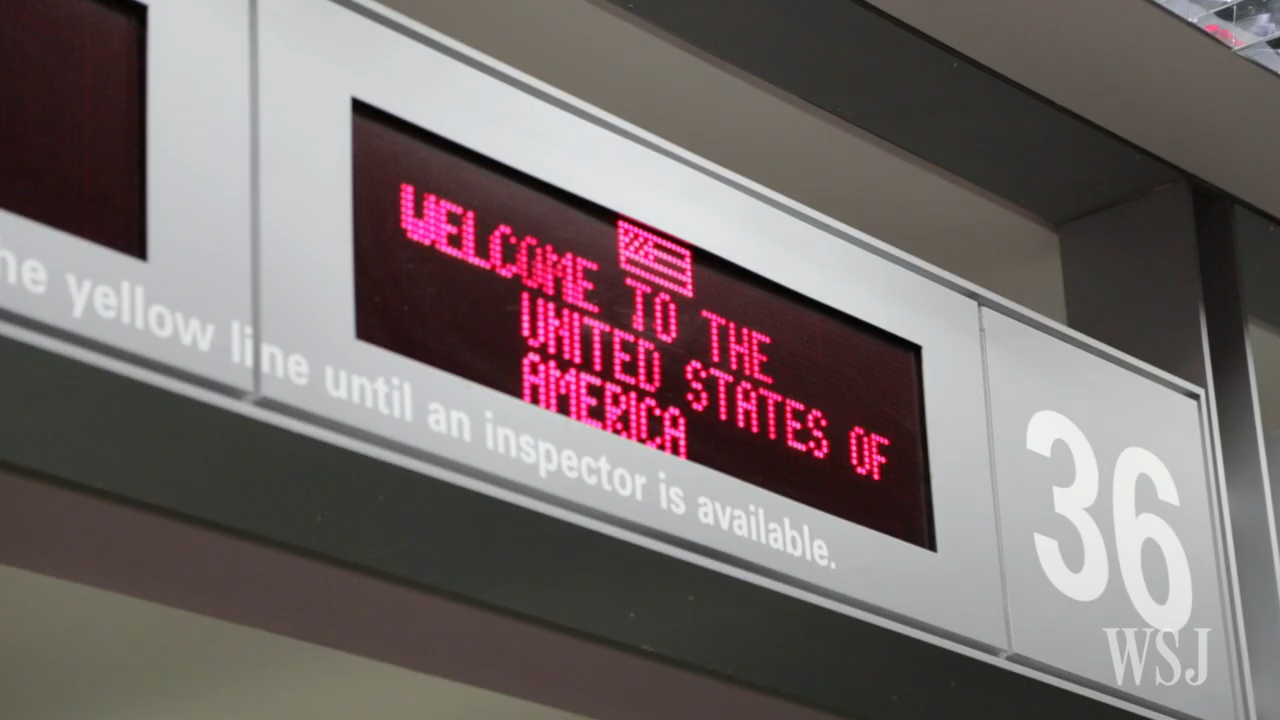 WELCOME TO THE
UNITED STATES OF
AMERICA
yellow line until an inspector is available.
36
WSJ